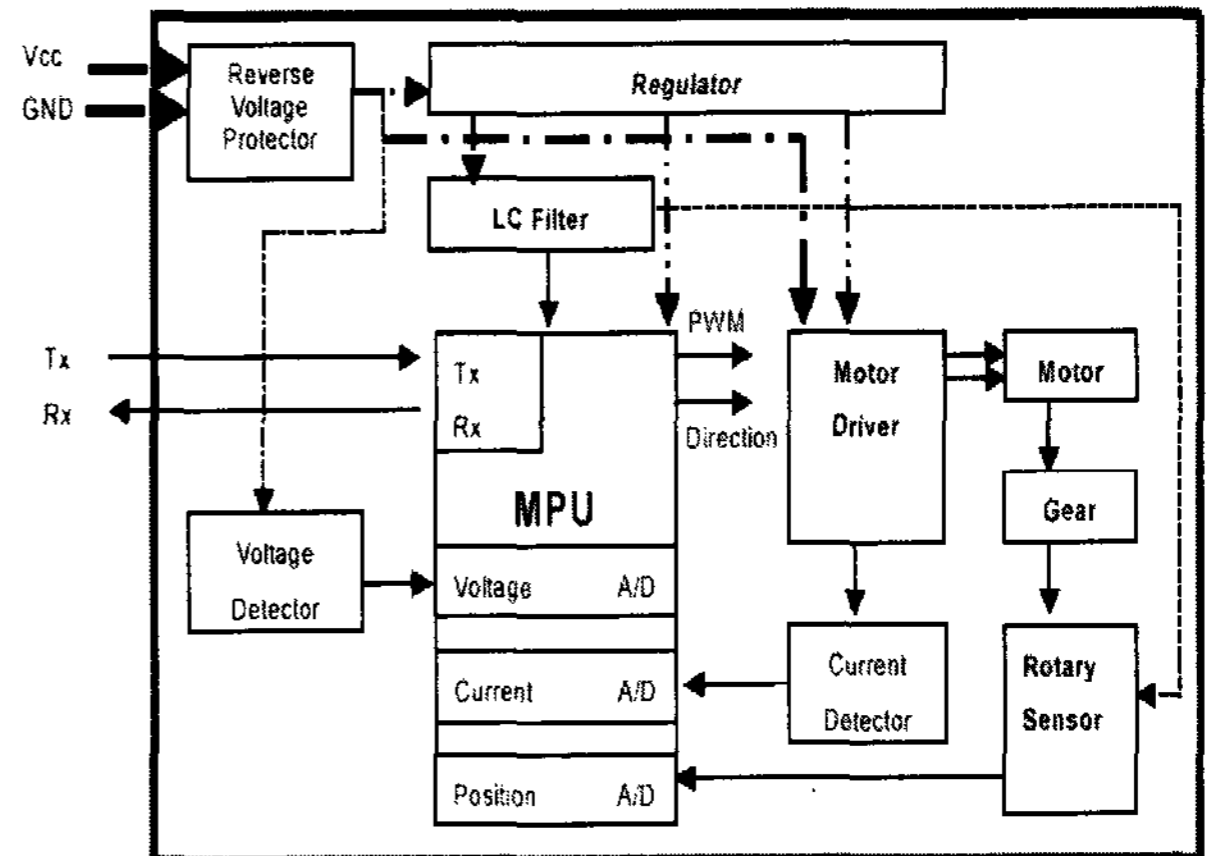 Vcc
GND
Reverse
Voltage
Protector
Regulator
LC Filter
Tx
Rx
Tx
Rx
MPU
PWM
Direction
Motor
Driver
Motor
Gear
Voltage
Detector
Voltage A/D
Current A/D
Position A/D
Current
Detector
Rotary
Sensor